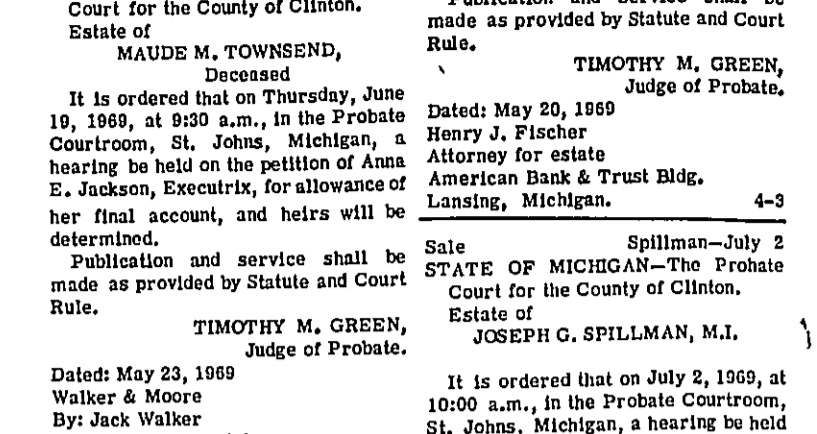 Court for the County of Clinton.
Estate of
MAUDE M. TOWNSEND,
Deceased
It is ordered that on Thursday, June
19, 1969, at 9:30 a.m., in the Probate
Courtroom, St. Johns, Michigan, a
hearing be held on the petition of Anna
E. Jackson, Executrix, for allowance of
her final account, and heirs will be
determined.
Publication and service shall be
made as provided by Statute and Court
Rule.
TIMOTHY M. GREEN,
Judge of Probate.
Dated: May 23, 1969
Walker & Moore
By: Jack Walker
Publication and service shall be
made as provided by Statute and Court
Rule.
TIMOTHY M. GREEN,
Judge of Probate.
Dated: May 20, 1969
Henry J. Fischer
Attorney for estate
American Bank & Trust Bldg.
Lansing, Michigan. 4-3
Sale Spillman—July 2
STATE OF MICHIGAN—The Probate
Court for the County of Clinton.
Estate of
JOSEPH G. SPILLMAN, M.I.
It is ordered that on July 2, 1969, at
10:00 a.m., in the Probate Courtroom,
St. Johns, Michigan, a hearing be held